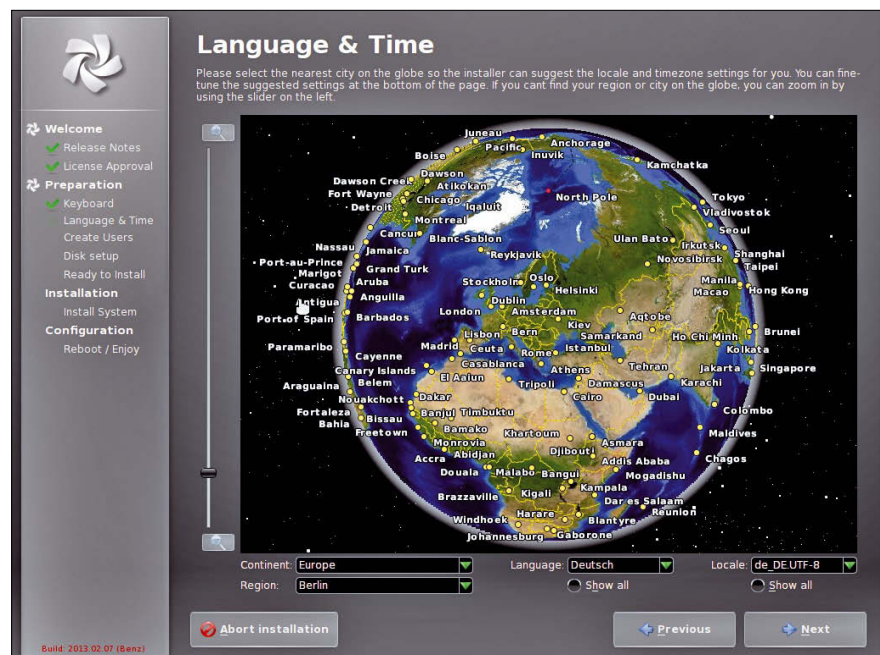 Language & Time
Please select the nearest city on the globe so the installer can suggest the locale and timezone settings for you. You can fine-
tune the suggested settings at the bottom of the page. If you cant find your region or city on the globe, you can zoom in by
using the slider on the left.
Welcome
Release Notes
License Approval
Preparation
Keyboard
Language & Time
Create Users
Disk setup
Ready to Install
Installation
Install System
Configuration
Reboot / Enjoy
Build: 2013.02.07 (Benz)
Juneau
Anchorage
Pacific
Inuvik
Boise
Kamchatka
Dawson
Dawson Creek
Atikokan
Fort Wayne
Chicago
Iqaluit
North Pole
Tokyo
Detroit
Vladivostok
Montreal
Seoul
Cancun
Blanc-Sablon
Ulan Bato
Irkutsk
Nassau
Jamaica
Reykjavik
Novosibirsk
Shanghai
Port-au-Prince
Grand Turk
Taipei
Marigot
Aruba
Stockholm
Oslo
Manila
Curacao
Anguilla
Helsinki
Macao
Hong Kong
Antigua
Dublin
Port of Spain
Barbados
London
Amsterdam
Aqtobe
Lisbon
Bern
Kiev
Samarkand
Ho Chi Minh
Brunei
Paramaribo
Madrid
Ceuta
Rome
Istanbul
Kolkata
Cayenne
Casablanca
Athens
Tehran
Jakarta
Singapore
Canary Islands
El Aaiun
Tripoli
Damascus
Karachi
Araguaina
Belem
Nouakchott
Dakar
Cairo
Dubai
Fortaleza
Bissau
Banjul
Timbuktu
Colombo
Bahia
Freetown
Bamako
Khartoum
Asmara
Maldives
Monrovia
Djibouti
Accra
Abidjan
Addis Ababa
Chagos
Douala
Malabo
Bangui
Mogadishu
Brazzaville
Kigali
Kampala
Dar es Salaam
Windhoek
Harare
Blantyre
Reunion
Johannesburg
Gaborone
Continent: Europe
Language: Deutsch
Locale: de_DE.UTF-8
Region: Berlin
Show all
Show all
Abort installation
Previous
Next